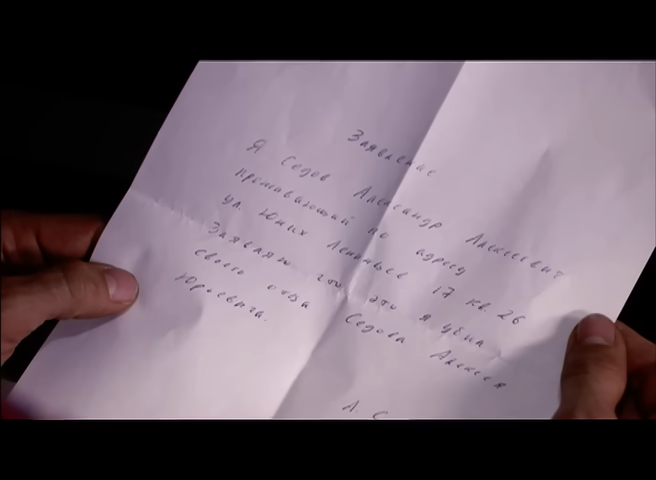 Заявление
Я Седов Александр Алексеевич
проживающий по адресу
ул. Юных Ленинцев 17 кв. 26
Заявляю что это я убил
своего отца Седова Алексея
Юрьевича.
А. С